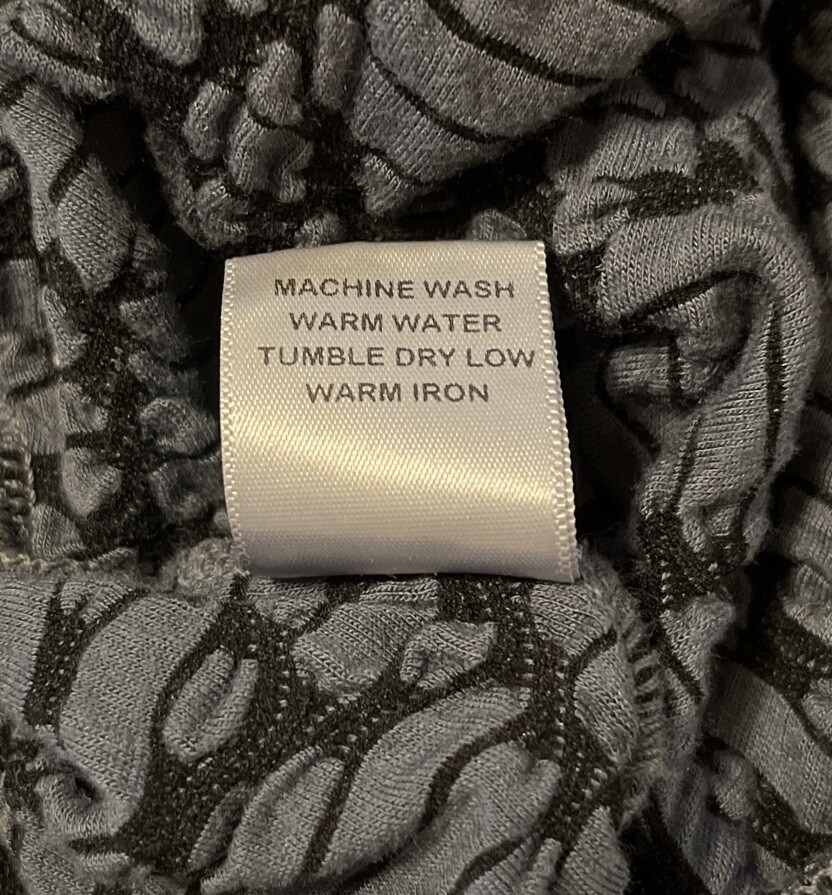 MACHINE WASH
WARM WATER
TUMBLE DRY LOW
WARM IRON